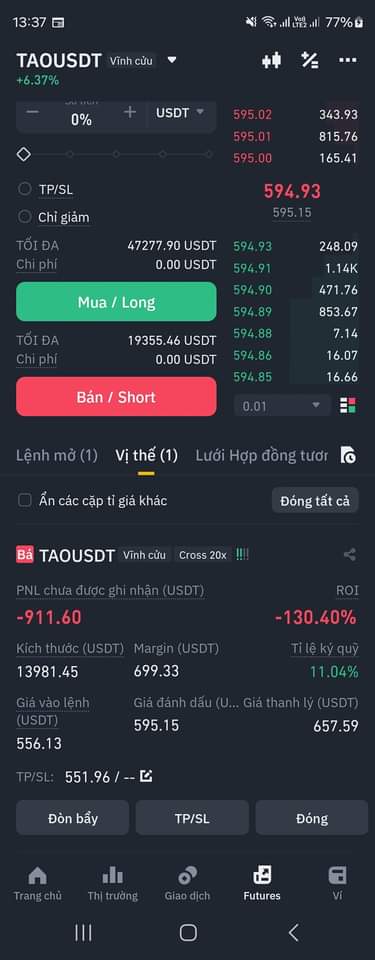 13:37 VoB LTE2 77%
TAOUSDT Vĩnh cửu
+6.37%
0% USDT
TP/SL
Chỉ giảm
TỐI ĐA 47277.90 USDT
Chi phí 0.00 USDT
Mua / Long
TỐI ĐA 19355.46 USDT
Chi phí 0.00 USDT
Bán / Short
595.02 343.93
595.01 815.76
595.00 165.41
594.93
595.15
594.93 248.09
594.91 1.14K
594.90 471.76
594.89 853.67
594.88 7.14
594.86 16.07
594.85 16.66
0.01
Lệnh mở (1) Vị thế (1) Lưới Hợp đồng tươn
Ẩn các cặp tỉ giá khác Đóng tất cả
Bá TAOUSDT Vĩnh cửu Cross 20x !!!!
PNL chưa được ghi nhận (USDT) ROI
-911.60 -130.40%
Kích thước (USDT) Margin (USDT) Tỉ lệ ký quỹ
13981.45 699.33 11.04%
Giá vào lệnh (USDT) Giá đánh dấu (U... Giá thanh lý (USDT)
556.13 595.15 657.59
TP/SL: 551.96 / --
Đòn bẩy TP/SL Đóng
Trang chủ Thị trường Giao dịch Futures Ví